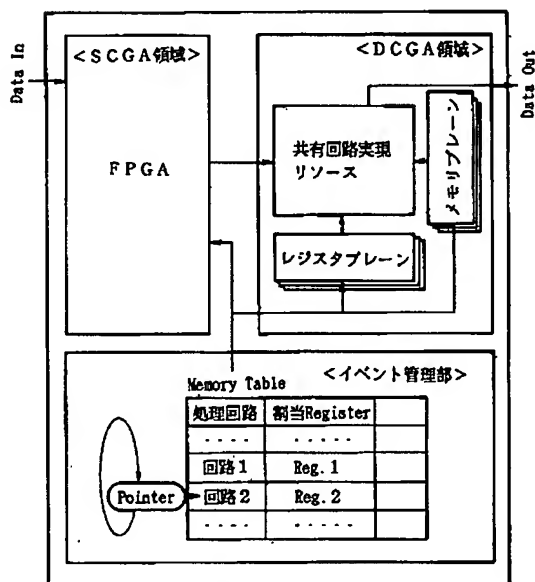 Data In
<SCGA領域>
FPGA
<DCGA領域>
共有回路実現
リソース
メモリプレーン
レジスタプレーン
Data Out
<イベント管理部>
Memory Table
処理回路 割当Register
・・・・ ・・・・・
回路1 Reg.1
Pointer
回路2 Reg.2
・・・・ ・・・・・